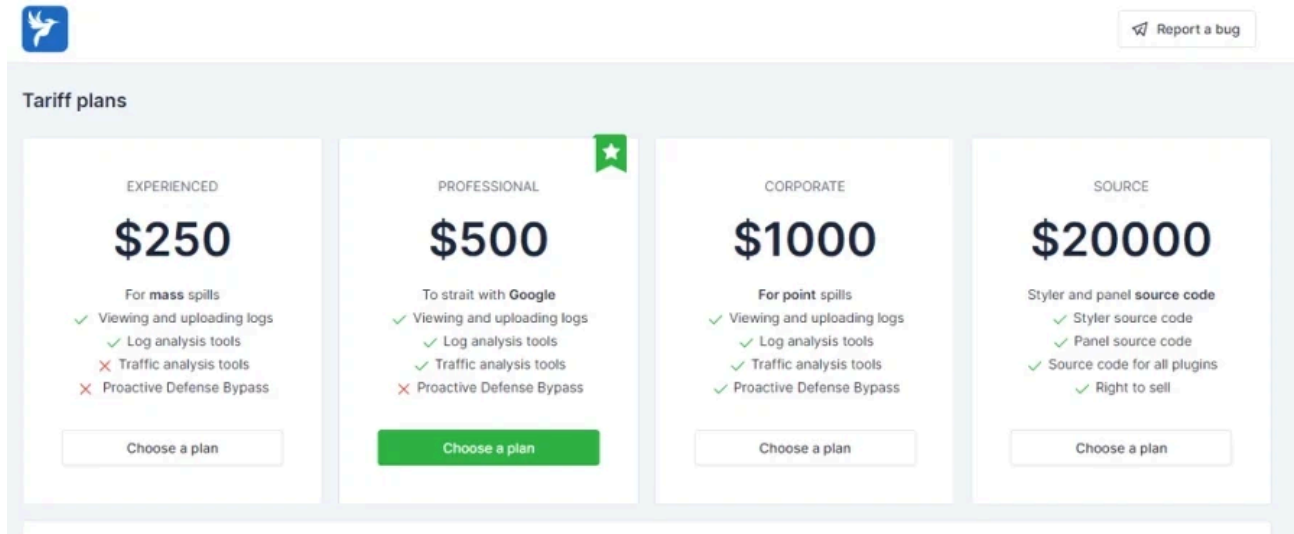 Report a bug
Tariff plans
EXPERIENCED
$250
For mass spills
Viewing and uploading logs
Log analysis tools
Traffic analysis tools
Proactive Defense Bypass
Choose a plan
PROFESSIONAL
$500
To strait with Google
Viewing and uploading logs
Log analysis tools
Traffic analysis tools
Proactive Defense Bypass
Choose a plan
CORPORATE
$1000
For point spills
Viewing and uploading logs
Log analysis tools
Traffic analysis tools
Proactive Defense Bypass
Choose a plan
SOURCE
$20000
Styler and panel source code
Styler source code
Panel source code
Source code for all plugins
Right to sell
Choose a plan